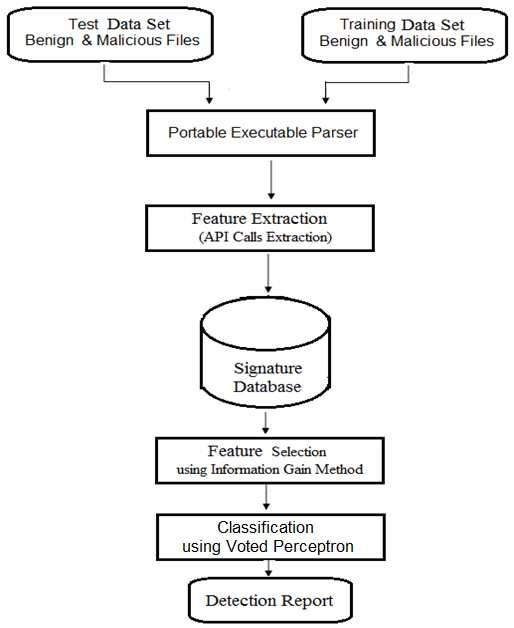 Test Data Set
Benign & Malicious Files
Training Data Set
Benign & Malicious Files
Portable Executable Parser
Feature Extraction
(API Calls Extraction)
Signature
Database
Feature Selection
using Information Gain Method
Classification
using Voted Perceptron
Detection Report